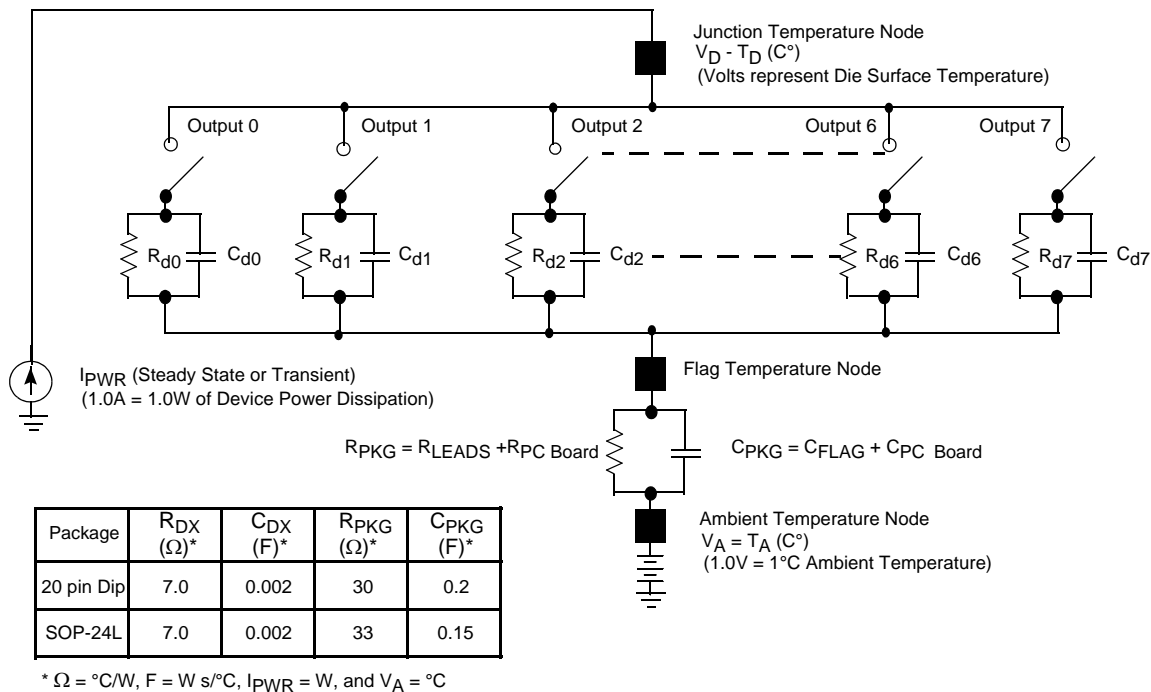 Junction Temperature Node
VD - TD (C°)
(Volts represent Die Surface Temperature)
Output 0
Output 1
Output 2
Output 6
Output 7
Rd0
Cd0
Rd1
Cd1
Rd2
Cd2
Rd6
Cd6
Rd7
Cd7
Flag Temperature Node
IPWR (Steady State or Transient)
(1.0A = 1.0W of Device Power Dissipation)
RPKG = RLEADS +RPC Board
CPKG = CFLAG + CPC Board
Ambient Temperature Node
VA = TA (C°)
(1.0V = 1°C Ambient Temperature)
Package RDX (Ω)* CDX (F)* RPKG (Ω)* CPKG (F)*
20 pin Dip 7.0 0.002 30 0.2
SOP-24L 7.0 0.002 33 0.15
* Ω = °C/W, F = W s/°C, IPWR = W, and VA = °C